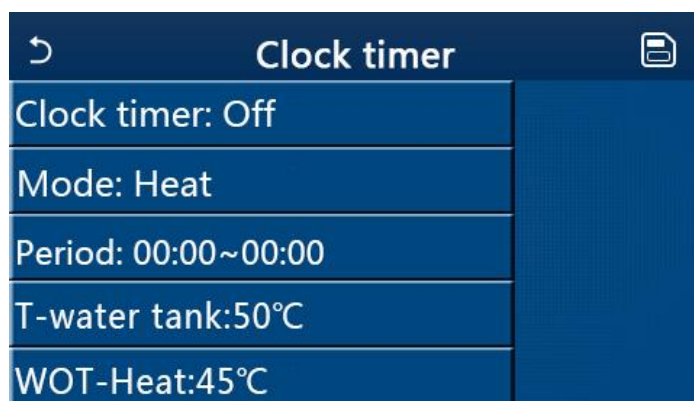 Clock timer
Clock timer: Off
Mode: Heat
Period: 00:00~00:00
T-water tank:50℃
WOT-Heat:45℃